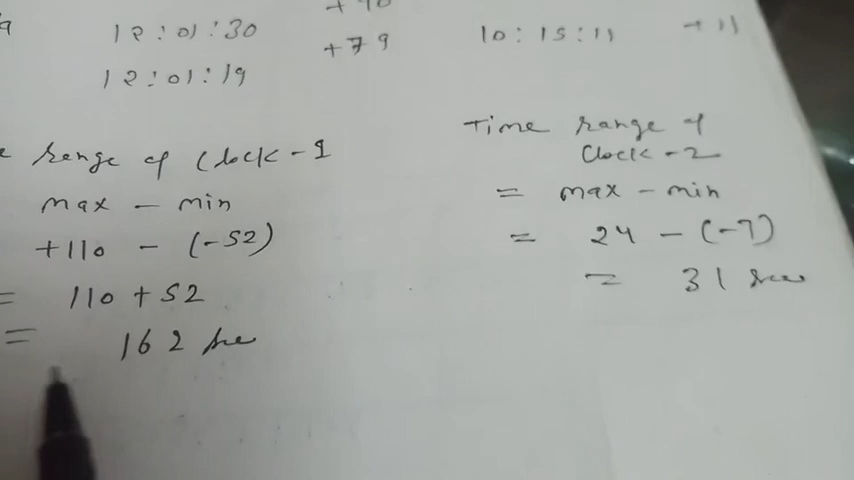 12:01:30
+79
10:15:11 +11
12:01:19
range of Clock-1
max - min
+110 - (-52)
= 110 + 52
= 162 sec
Time range of
Clock-2
= max - min
= 24 - (-7)
= 31 sec